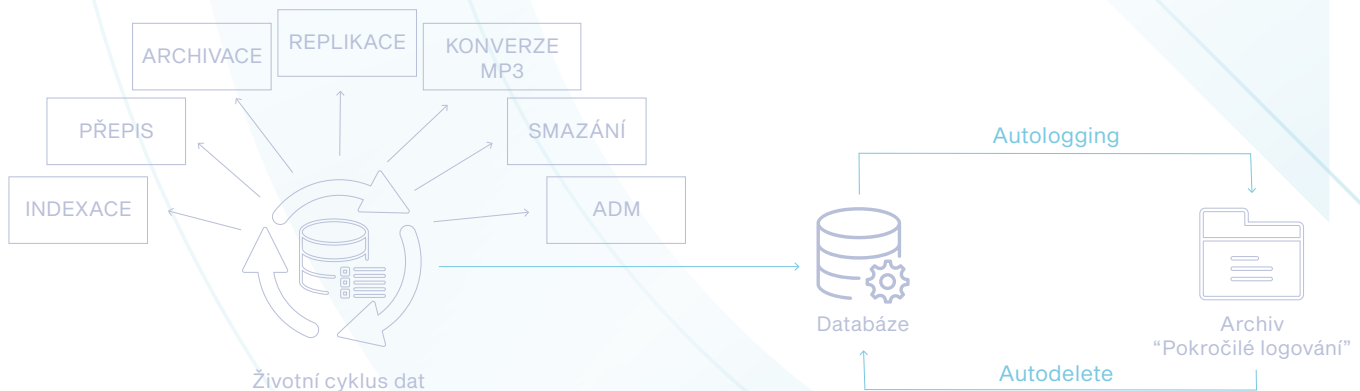 REPLIKACE
KONVERZE
MP3
ARCHIVACE
PŘEPIS
SMAZÁNÍ
INDEXACE
ADM
Autologging
Databáze
Archiv
“Pokročilé logování”
Autodelete
Životní cyklus dat